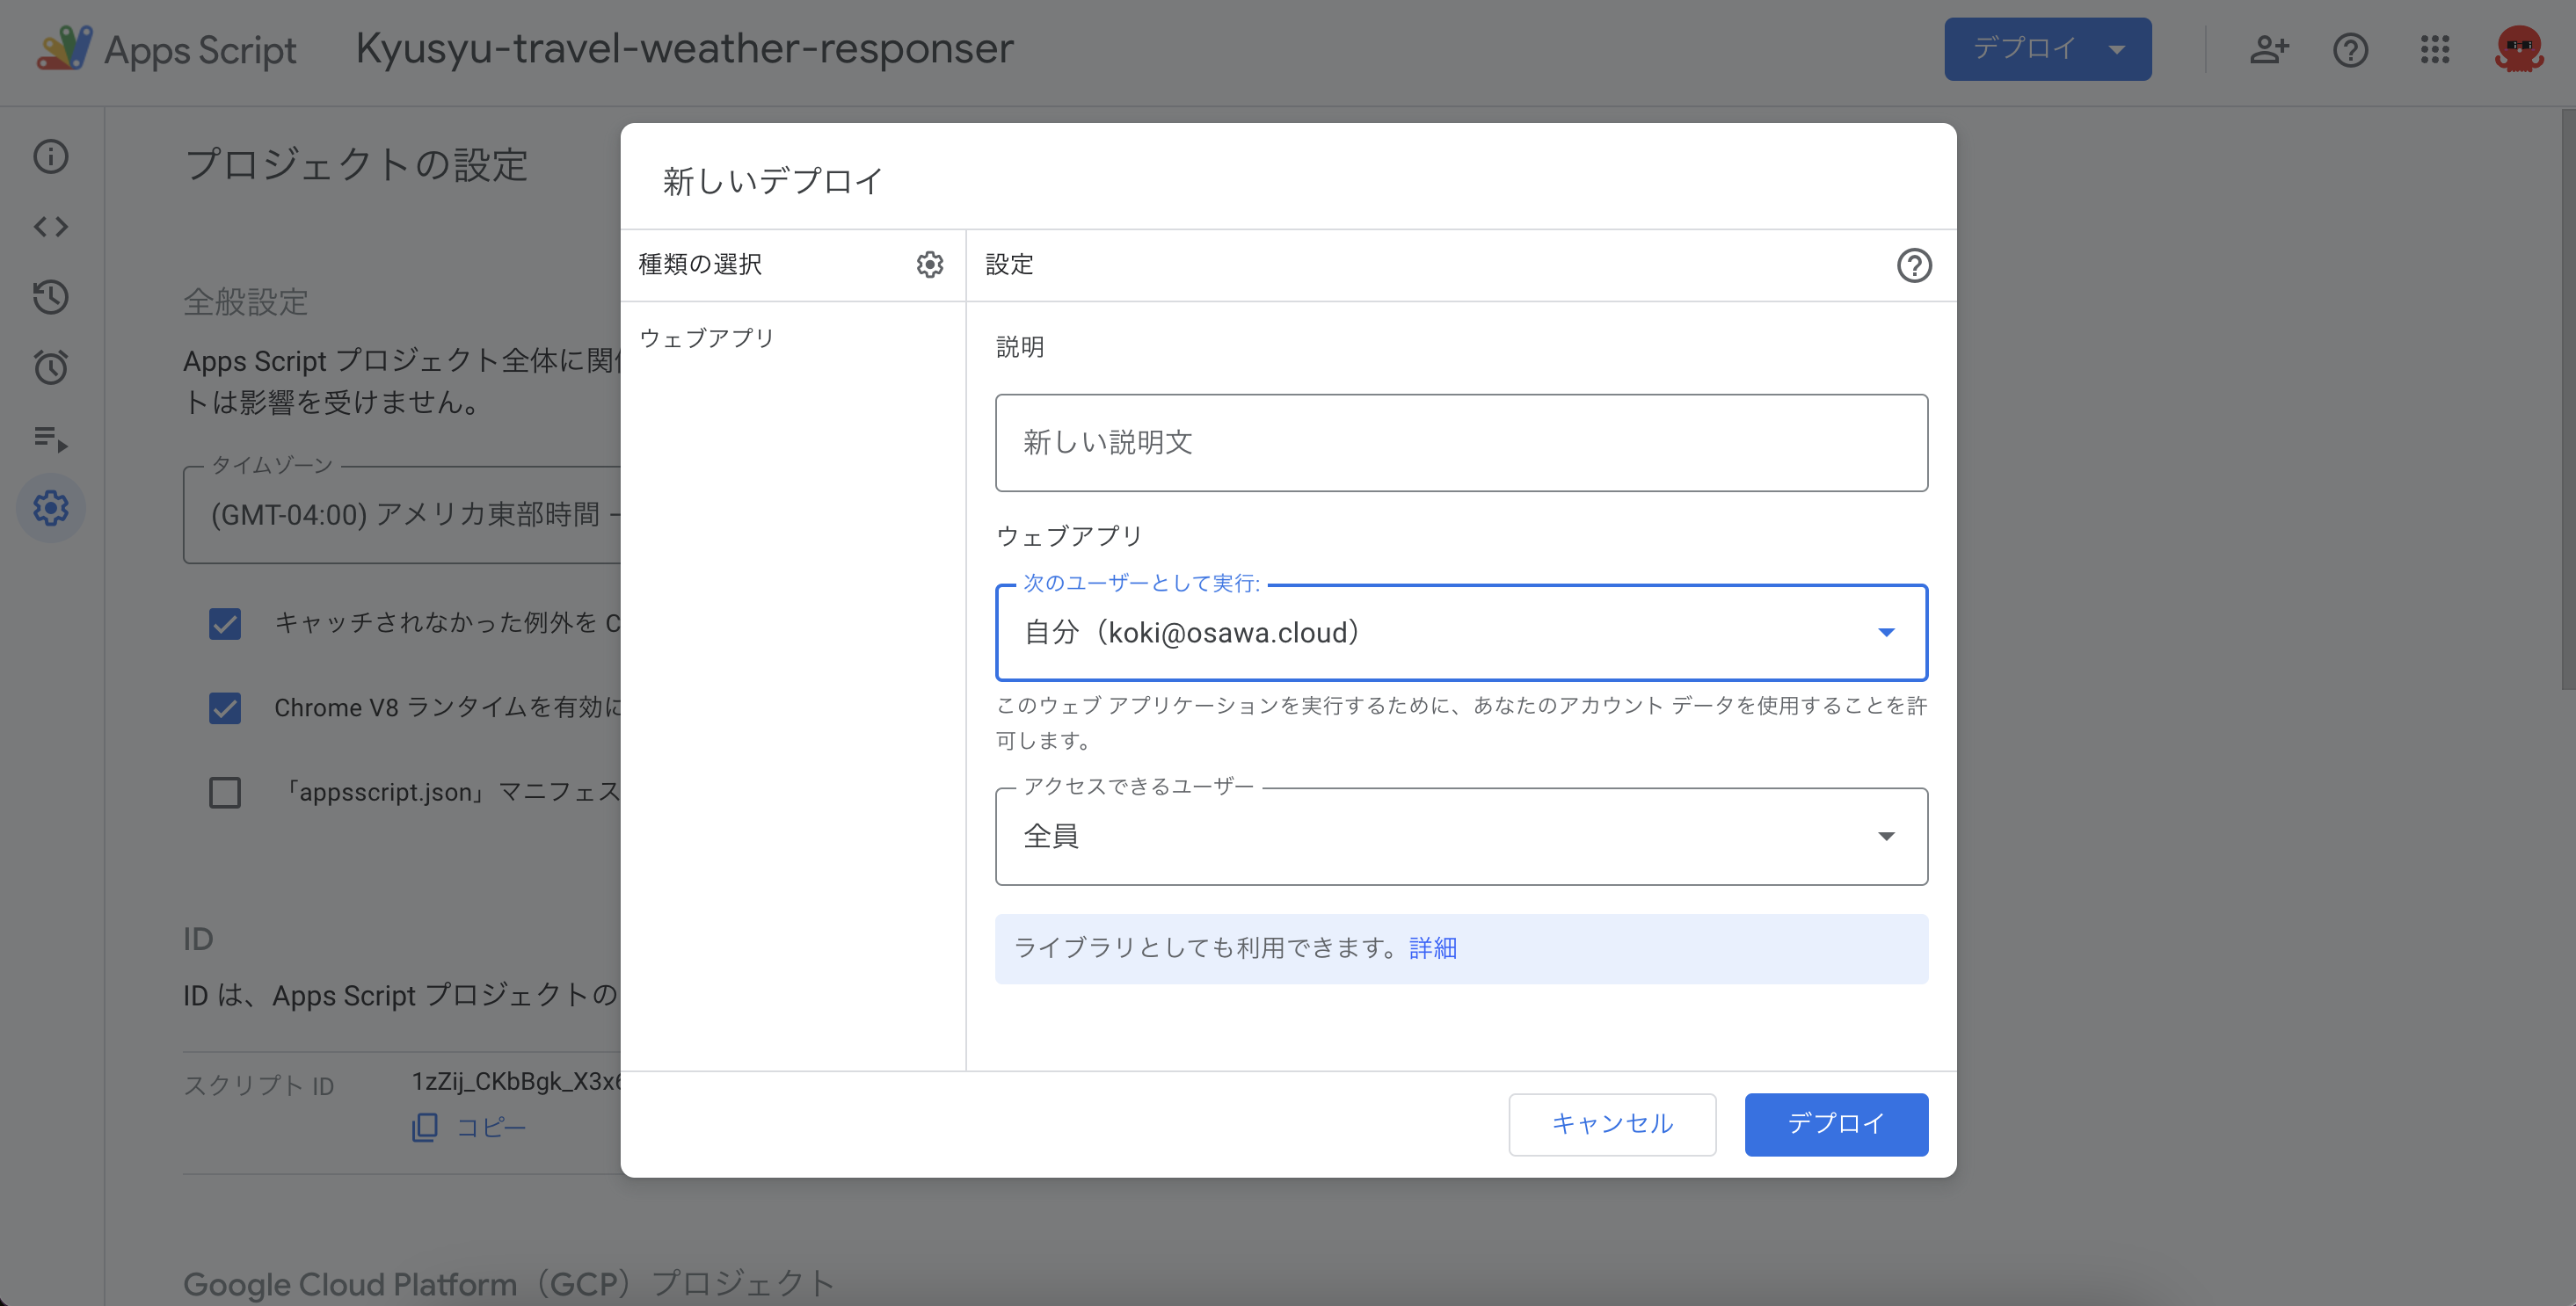 Apps Script
Kyusyu-travel-weather-responser
デプロイ
プロジェクトの設定
全般設定
Apps Script プロジェクト全体に関
トは影響を受けません。
タイムゾーン
(GMT-04:00) アメリカ東部時間 -
キャッチされなかった例外を C
Chrome V8 ランタイムを有効に
「appsscript.json」マニフェス
ID
ID は、Apps Script プロジェクトの
スクリプト ID
1zZij_CKbBgk_X3x
コピー
Google Cloud Platform（GCP）プロジェクト
新しいデプロイ
種類の選択
設定
ウェブアプリ
説明
新しい説明文
ウェブアプリ
次のユーザーとして実行:
自分（koki@osawa.cloud）
このウェブ アプリケーションを実行するために、あなたのアカウント データを使用することを許
可します。
アクセスできるユーザー
全員
ライブラリとしても利用できます。詳細
キャンセル
デプロイ